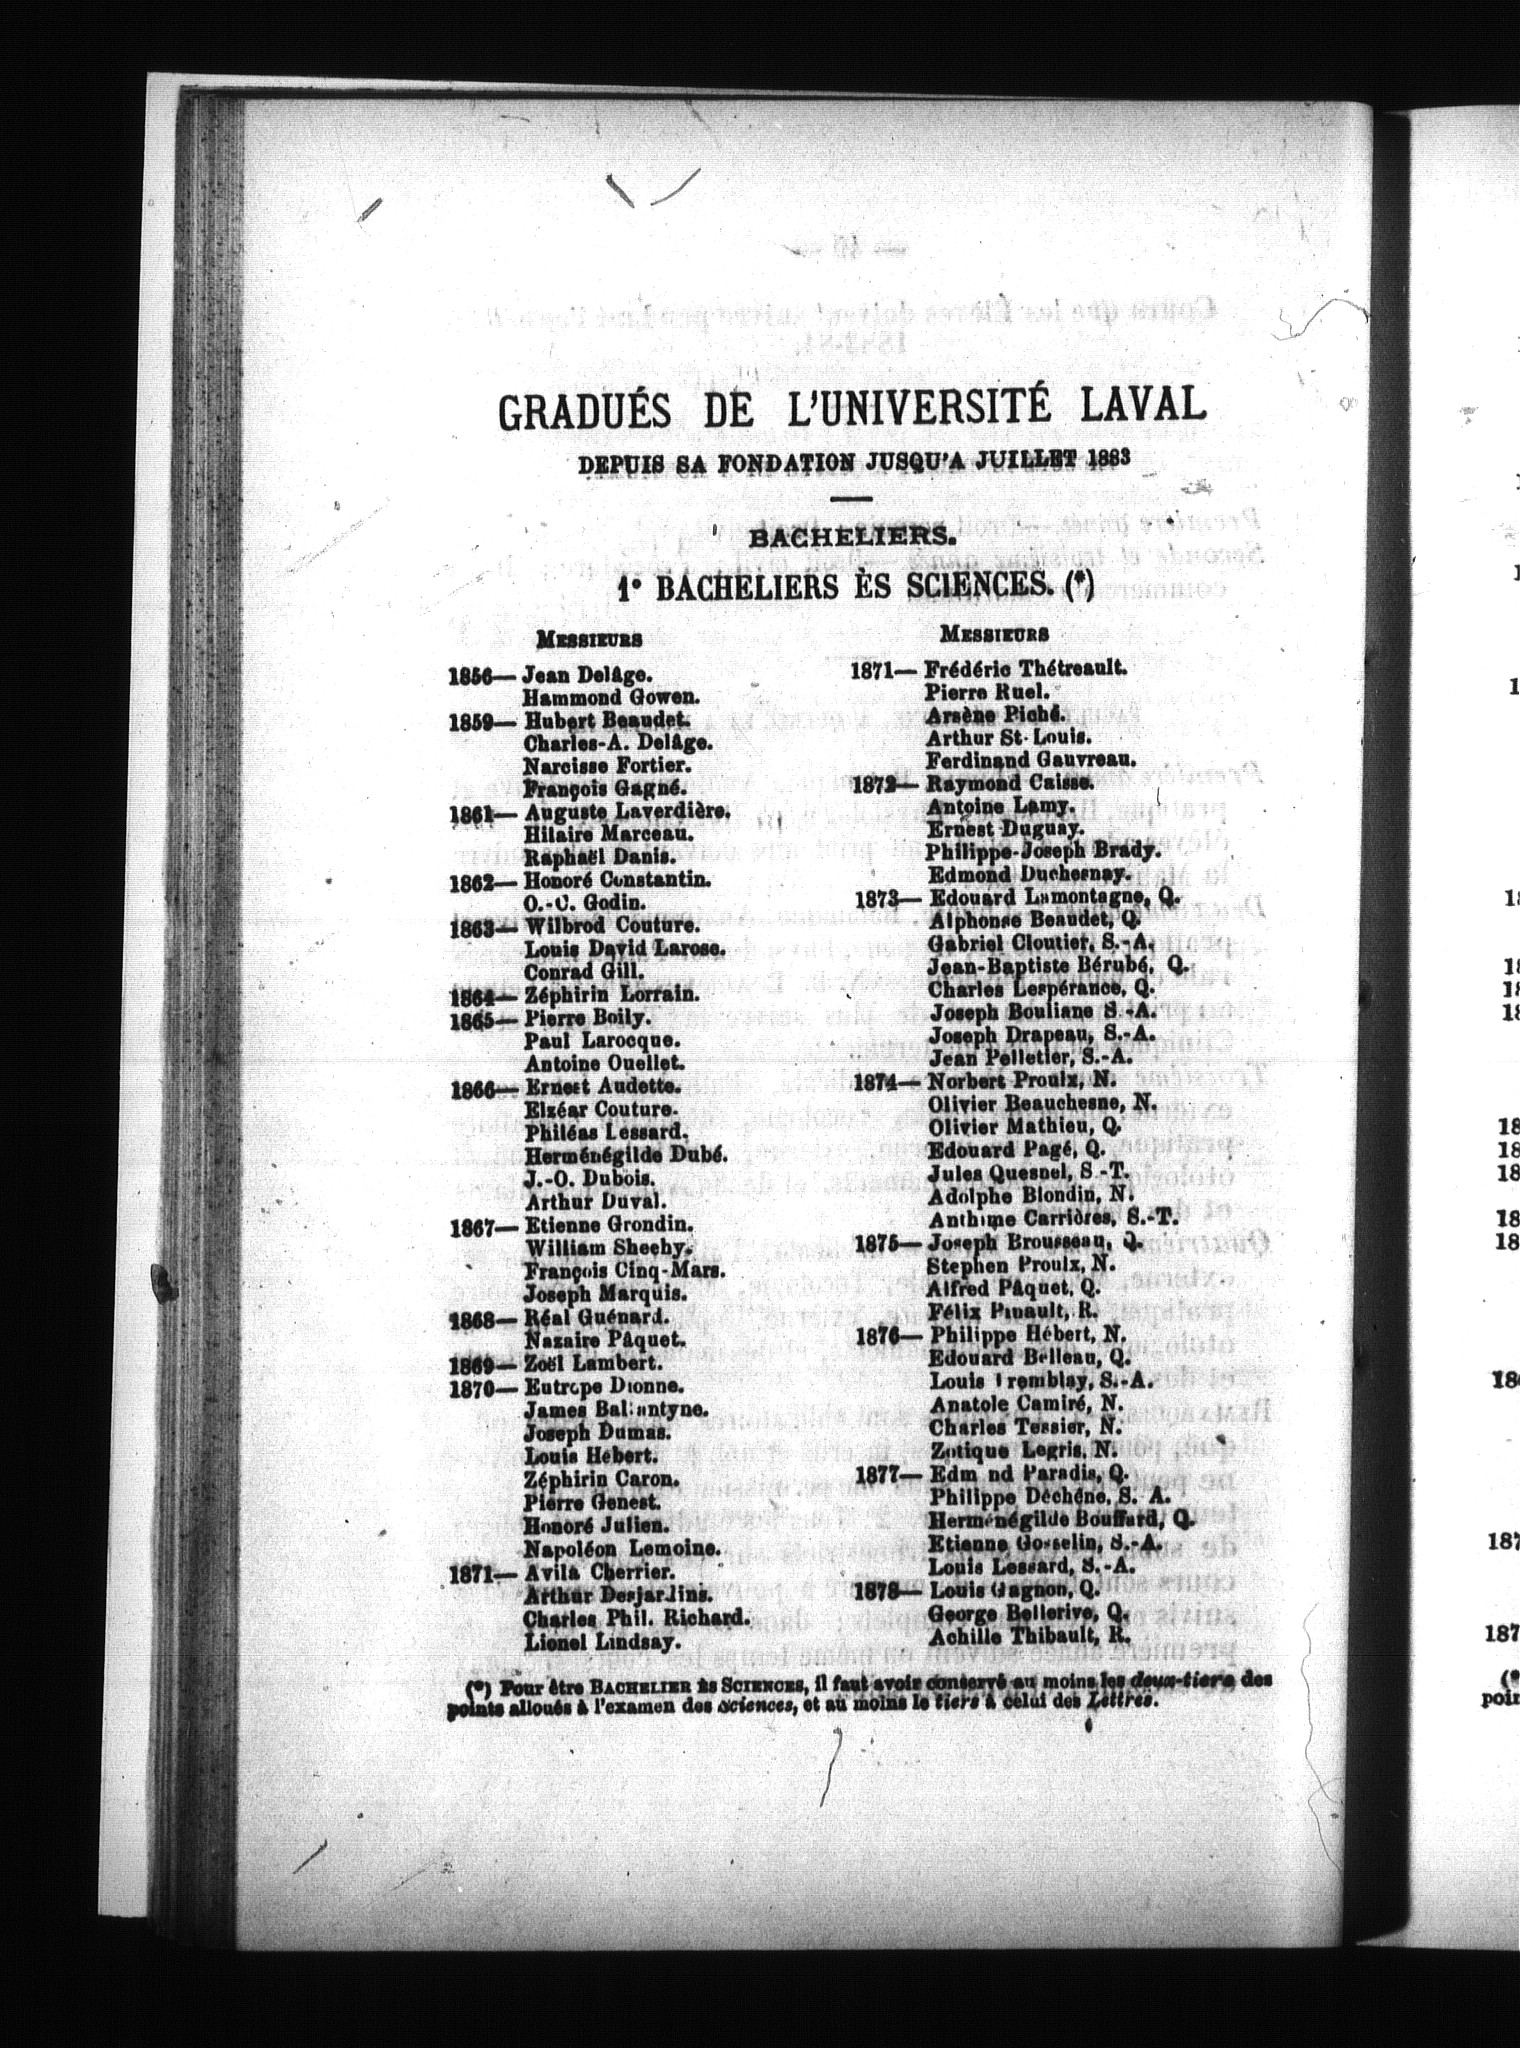 GRADUÉS DE L'UNIVERSITÉ LAVAL
DEPUIS SA FONDATION JUSQU'A JUILLET 1883
BACHELIERS.
1° BACHELIERS ÈS SCIENCES. (*)
MESSIEURS
1856— Jean Delâge.
Hammond Gowen.
1859— Hubert Beaudet.
Charles-A. Delâge.
Narcisse Fortier.
François Gagné.
1861— Auguste Laverdière.
Hilaire Marceau.
Raphaël Danis.
1862— Honoré Constantin.
O.-C. Godin.
1863— Wilbrod Couture.
Louis David Larose.
Conrad Gill.
1864— Zéphirin Lorrain.
1865— Pierre Boily.
Paul Larocque.
Antoine Ouellet.
1866— Ernest Audette.
Elzéar Couture.
Philéas Lessard.
Herménégilde Dubé.
J.-O. Dubois.
Arthur Duval.
1867— Etienne Grondin.
William Sheehy.
François Cinq-Mars.
Joseph Marquis.
1868— Réal Guénard.
Nazaire Pâquet.
1869— Zoël Lambert.
1870— Eutrope Dionne.
James Ballantyne.
Joseph Dumas.
Louis Hébert.
Zéphirin Caron.
Pierre Genest.
Honoré Julien.
Napoléon Lemoine.
1871— Avila Cherrier.
Arthur Desjardins.
Charles Phil. Richard.
Lionel Lindsay.
MESSIEURS
1871— Frédéric Thétreault.
Pierre Ruel.
Arsène Piché.
Arthur St-Louis.
Ferdinand Gauvreau.
1872— Raymond Caisse.
Antoine Lamy.
Ernest Duguay.
Philippe-Joseph Brady.
Edmond Duchesnay.
1873— Edouard Lamontagne, Q.
Alphonse Beaudet, Q.
Gabriel Cloutier, S.-A.
Jean-Baptiste Bérubé, Q.
Charles Lespérance, Q.
Joseph Bouliane S.-A.
Joseph Drapeau, S.-A.
Jean Pelletier, S.-A.
1874— Norbert Proulx, N.
Olivier Beauchesne, N.
Olivier Mathieu, Q.
Edouard Pagé, Q.
Jules Quesnel, S.-T.
Adolphe Blondin, N.
Anthime Carrières, S.-T.
1875— Joseph Brousseau, Q.
Stephen Proulx, N.
Alfred Pâquet, Q.
Félix Pinault, R.
1876— Philippe Hébert, N.
Edouard Belleau, Q.
Louis Tremblay, S.-A.
Anatole Camiré, N.
Charles Tessier, N.
Zotique Legris, N.
1877— Edm nd Paradis, Q.
Philippe Déchêne, S. A.
Herménégilde Bouffard, Q.
Etienne Gosselin, S.-A.
Louis Lessard, S.-A.
1878— Louis Gagnon, Q.
George Bellerive, Q.
Achille Thibault, R.
(*) Pour être BACHELIER ÈS SCIENCES, il faut avoir conservé au moins les deux-tiers des
points alloués à l'examen des sciences, et au moins le tiers à celui des Lettres.